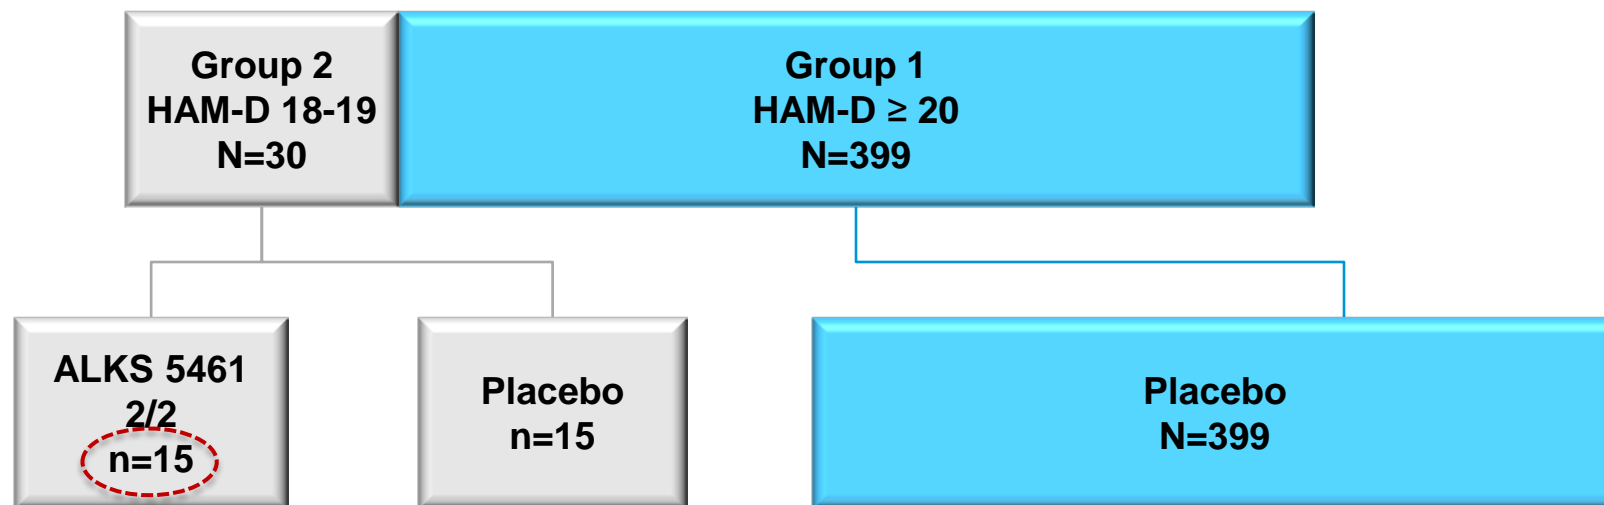 Group 2
HAM-D 18-19
N=30
Group 1
HAM-D ≥ 20
N=399
ALKS 5461
2/2
n=15
Placebo
n=15
Placebo
N=399